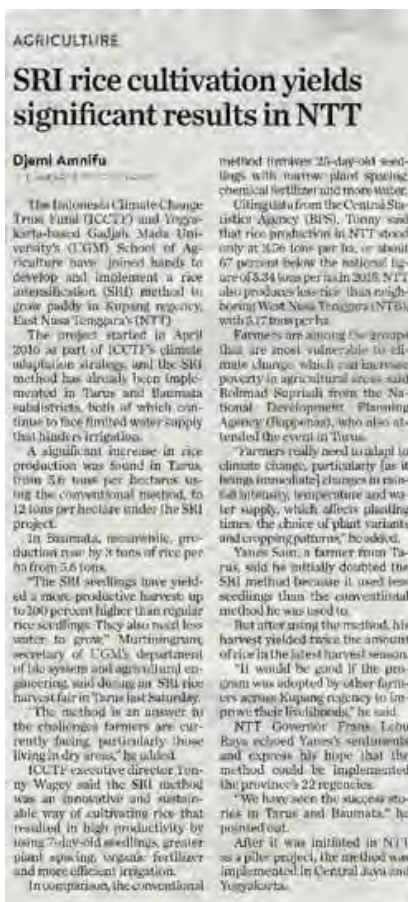 AGRICULTURE
SRI rice cultivation yields
significant results in NTT
Djemi Amnifu
The Indonesia Climate Change
Trust Fund (ICCTF) and Yogya-
karta-based Gadjah Mada Uni-
versity's (UGM) School of Ag-
riculture have joined hands to
develop and implement a rice
intensification (SRI) method to
grow paddy in Kupang regency,
East Nusa Tenggara's (NTT)
The project started in April
2016 as part of ICCTF's climate
adaptation strategy, and the SRI
method has already been imple-
mented in Tarus and Baumata
subdistricts, both of which con-
tinue to face limited water supply
that hinders irrigation.
A significant increase in rice
production was found in Tarus,
from 5.6 tons per hectares us-
ing the conventional method, to
12 tons per hectare under the SRI
project.
In Baumata, meanwhile, pro-
duction rose by 8 tons of rice per
ha from 5.6 tons.
"The SRI seedlings have yield-
ed a more productive harvest: up
to 200 percent higher than regular
rice seedlings. They also need less
water to grow," Murtiningrum,
secretary of UGM's department
of bio system and agricultural en-
gineering said during an SRI rice
harvest fair in Tarus last Saturday.
"The method is an answer to
the challenges farmers are cur-
rently facing, particularly those
living in dry areas," he added.
ICCTF executive director Ton-
ny Wagey said the SRI method
was an innovative and sustain-
able way of cultivating rice that
resulted in high productivity by
using 7-day-old seedlings, greater
plant spacing, organic fertilizer
and more efficient irrigation.
In comparison, the conventional
method involves 25-day-old seed-
lings with narrow plant spacing
chemical fertilizer and more water.
Citing data from the Central Sta-
tistics Agency (BPS), Tonny said
that rice production in NTT stood
only at 3.56 tons per ha, or about
67 percent below the national fig-
ure of 5.34 tons per ha in 2015. NTT
also produces less rice than neigh-
boring West Nusa Tenggara (NTB),
with 5.17 tons per ha.
Farmers are among the groups
that are most vulnerable to cli-
mate change which can increase
poverty in agricultural areas said
Rohmad Supriadi from the Na-
tional Development Planning
Agency (Bappenas), who also at-
tended the event in Tarus.
"Farmers really need to adapt to
climate change, particularly [as it
brings immediate] changes in rain-
fall intensity, temperature and wa-
ter supply, which affects planting
times, the choice of plant variants
and cropping patterns," he added.
Yanes Sain, a farmer from Ta-
rus, said he initially doubted the
SRI method because it used less
seedlings than the conventional
method he was used to.
But after using the method, his
harvest yielded twice the amount
of rice in the latest harvest season.
"It would be good if the pro-
gram was adopted by other farm-
ers across Kupang regency to im-
prove their livelihoods," he said.
NTT Governor Frans Lebu
Raya echoed Yanes's sentiments
and express his hope that the
method could be implemented
the province's 22 regencies.
"We have seen the success sto-
ries in Tarus and Baumata," he
pointed out.
After it was initiated in NTT
as a pilot project, the method was
implemented in Central Java and
Yogyakarta.